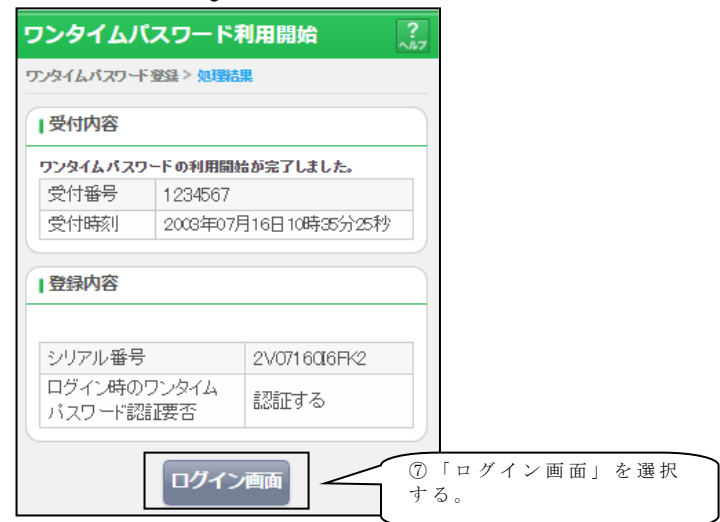 ワンタイムパスワード利用開始
?
ヘルプ
ワンタイムパスワード登録 > 処理結果
受付内容
ワンタイムパスワードの利用開始が完了しました。
受付番号 1234567
受付時刻 2003年07月16日10時35分25秒
登録内容
シリアル番号 2V07160I6FK2
ログイン時のワンタイム
パスワード認証要否 認証する
ログイン画面
⑦「ログイン画面」を選択
する。